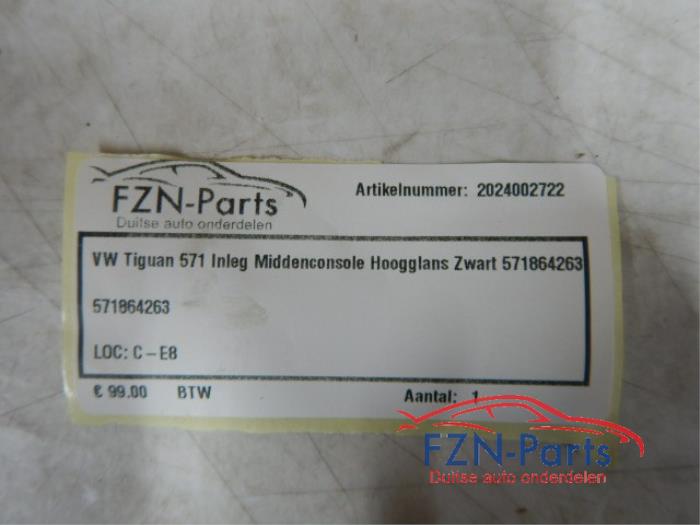 FZN-Parts
Duitse auto onderdelen
Artikelnummer: 2024002722
VW Tiguan 571 Inleg Middenconsole Hoogglans Zwart 571864263
571864263
LOC: C-E8
€ 99.00 BTW
Aantal: 1
FZN-Parts
Duitse auto onderdelen